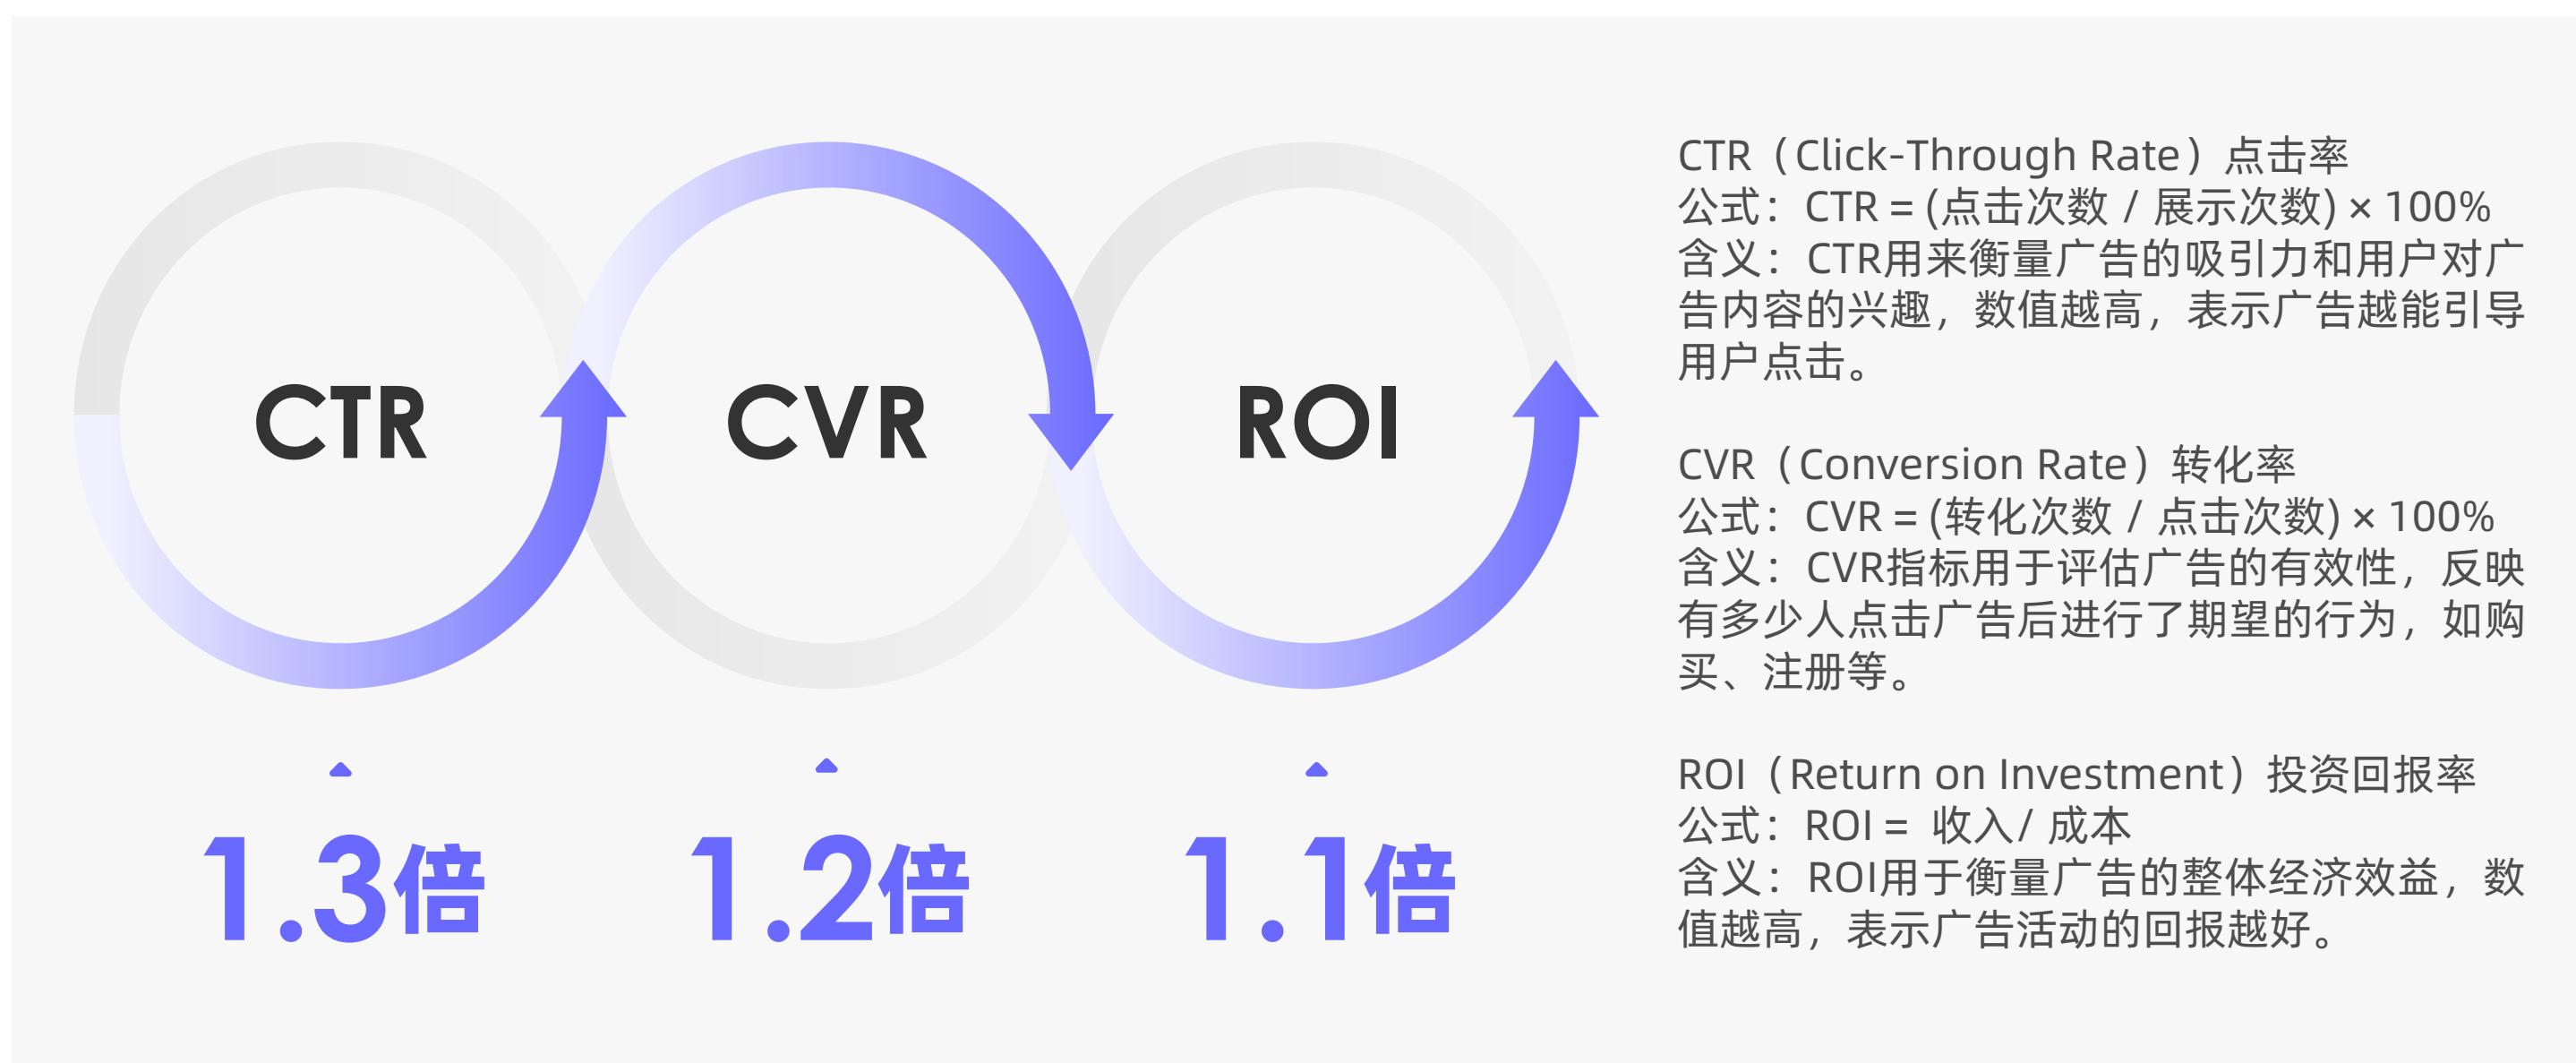 CTR
CVR
ROI
1.3倍
1.2倍
1.1倍
CTR（Click-Through Rate）点击率
公式：CTR = (点击次数 / 展示次数) × 100%
含义：CTR用来衡量广告的吸引力和用户对广
告内容的兴趣，数值越高，表示广告越能引导
用户点击。
CVR（Conversion Rate）转化率
公式：CVR = (转化次数 / 点击次数) × 100%
含义：CVR指标用于评估广告的有效性，反映
有多少人点击广告后进行了期望的行为，如购
买、注册等。
ROI（Return on Investment）投资回报率
公式：ROI = 收入/ 成本
含义：ROI用于衡量广告的整体经济效益，数
值越高，表示广告活动的回报越好。